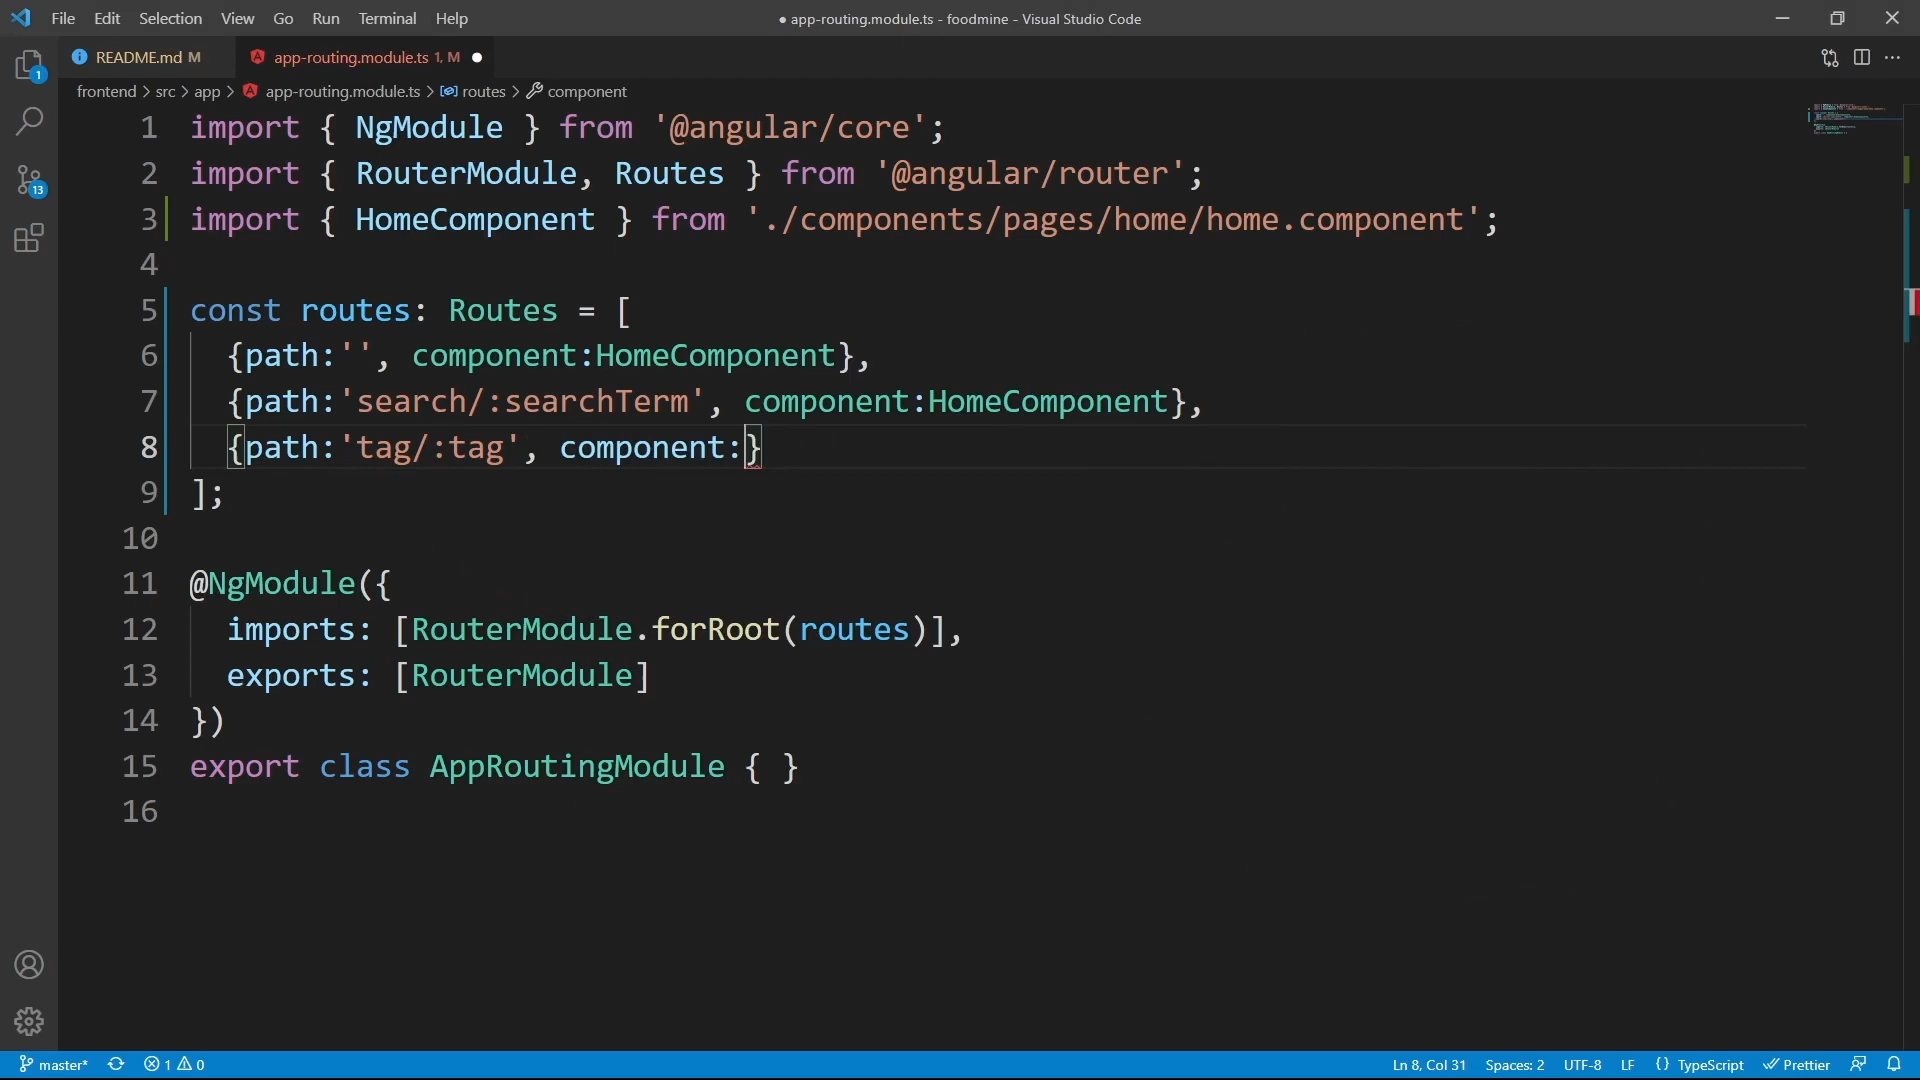 File Edit Selection View Go Run Terminal Help
● app-routing.module.ts - foodmine - Visual Studio Code
README.md M
app-routing.module.ts 1, M ●
frontend > src > app > app-routing.module.ts > routes > component
1 import { NgModule } from '@angular/core';
2 import { RouterModule, Routes } from '@angular/router';
3 import { HomeComponent } from './components/pages/home/home.component';
4
5 const routes: Routes = [
6   {path:'', component:HomeComponent},
7   {path:'search/:searchTerm', component:HomeComponent},
8   {path:'tag/:tag', component:}
9 ];
10
11 @NgModule({
12   imports: [RouterModule.forRoot(routes)],
13   exports: [RouterModule]
14 })
15 export class AppRoutingModule { }
16
1
13
master* 1 0 Ln 8, Col 31 Spaces: 2 UTF-8 LF {} TypeScript Prettier